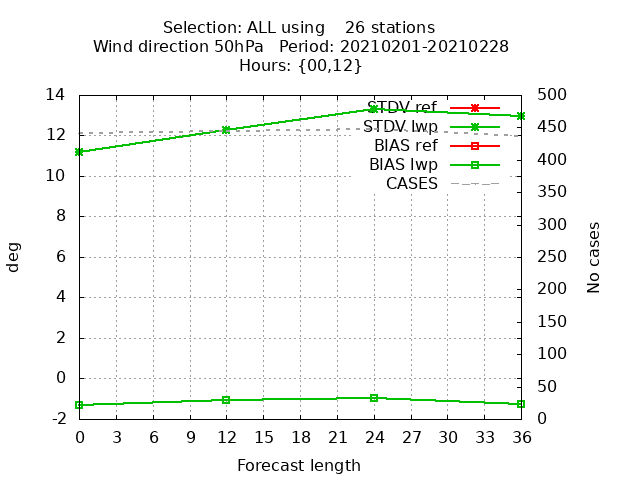 Selection: ALL using    26 stations
Wind direction 50hPa   Period: 20210201-20210228
Hours: {00,12}
STDV ref
STDV lwp
BIAS ref
BIAS lwp
CASES
14
12
10
8
6
4
2
0
-2
deg
500
450
400
350
300
250
200
150
100
50
0
No cases
0 3 6 9 12 15 18 21 24 27 30 33 36
Forecast length